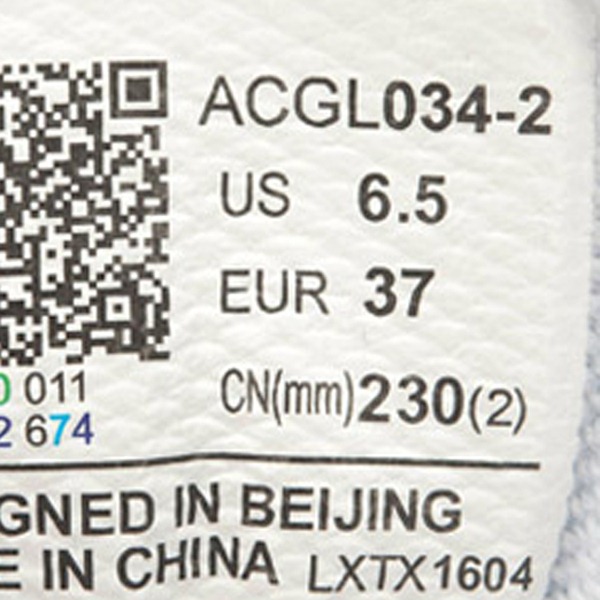 ACGL034-2
US 6.5
EUR 37
0 011
CN(mm)230(2)
2 674
GNED IN BEIJING
E IN CHINA LXTX1604